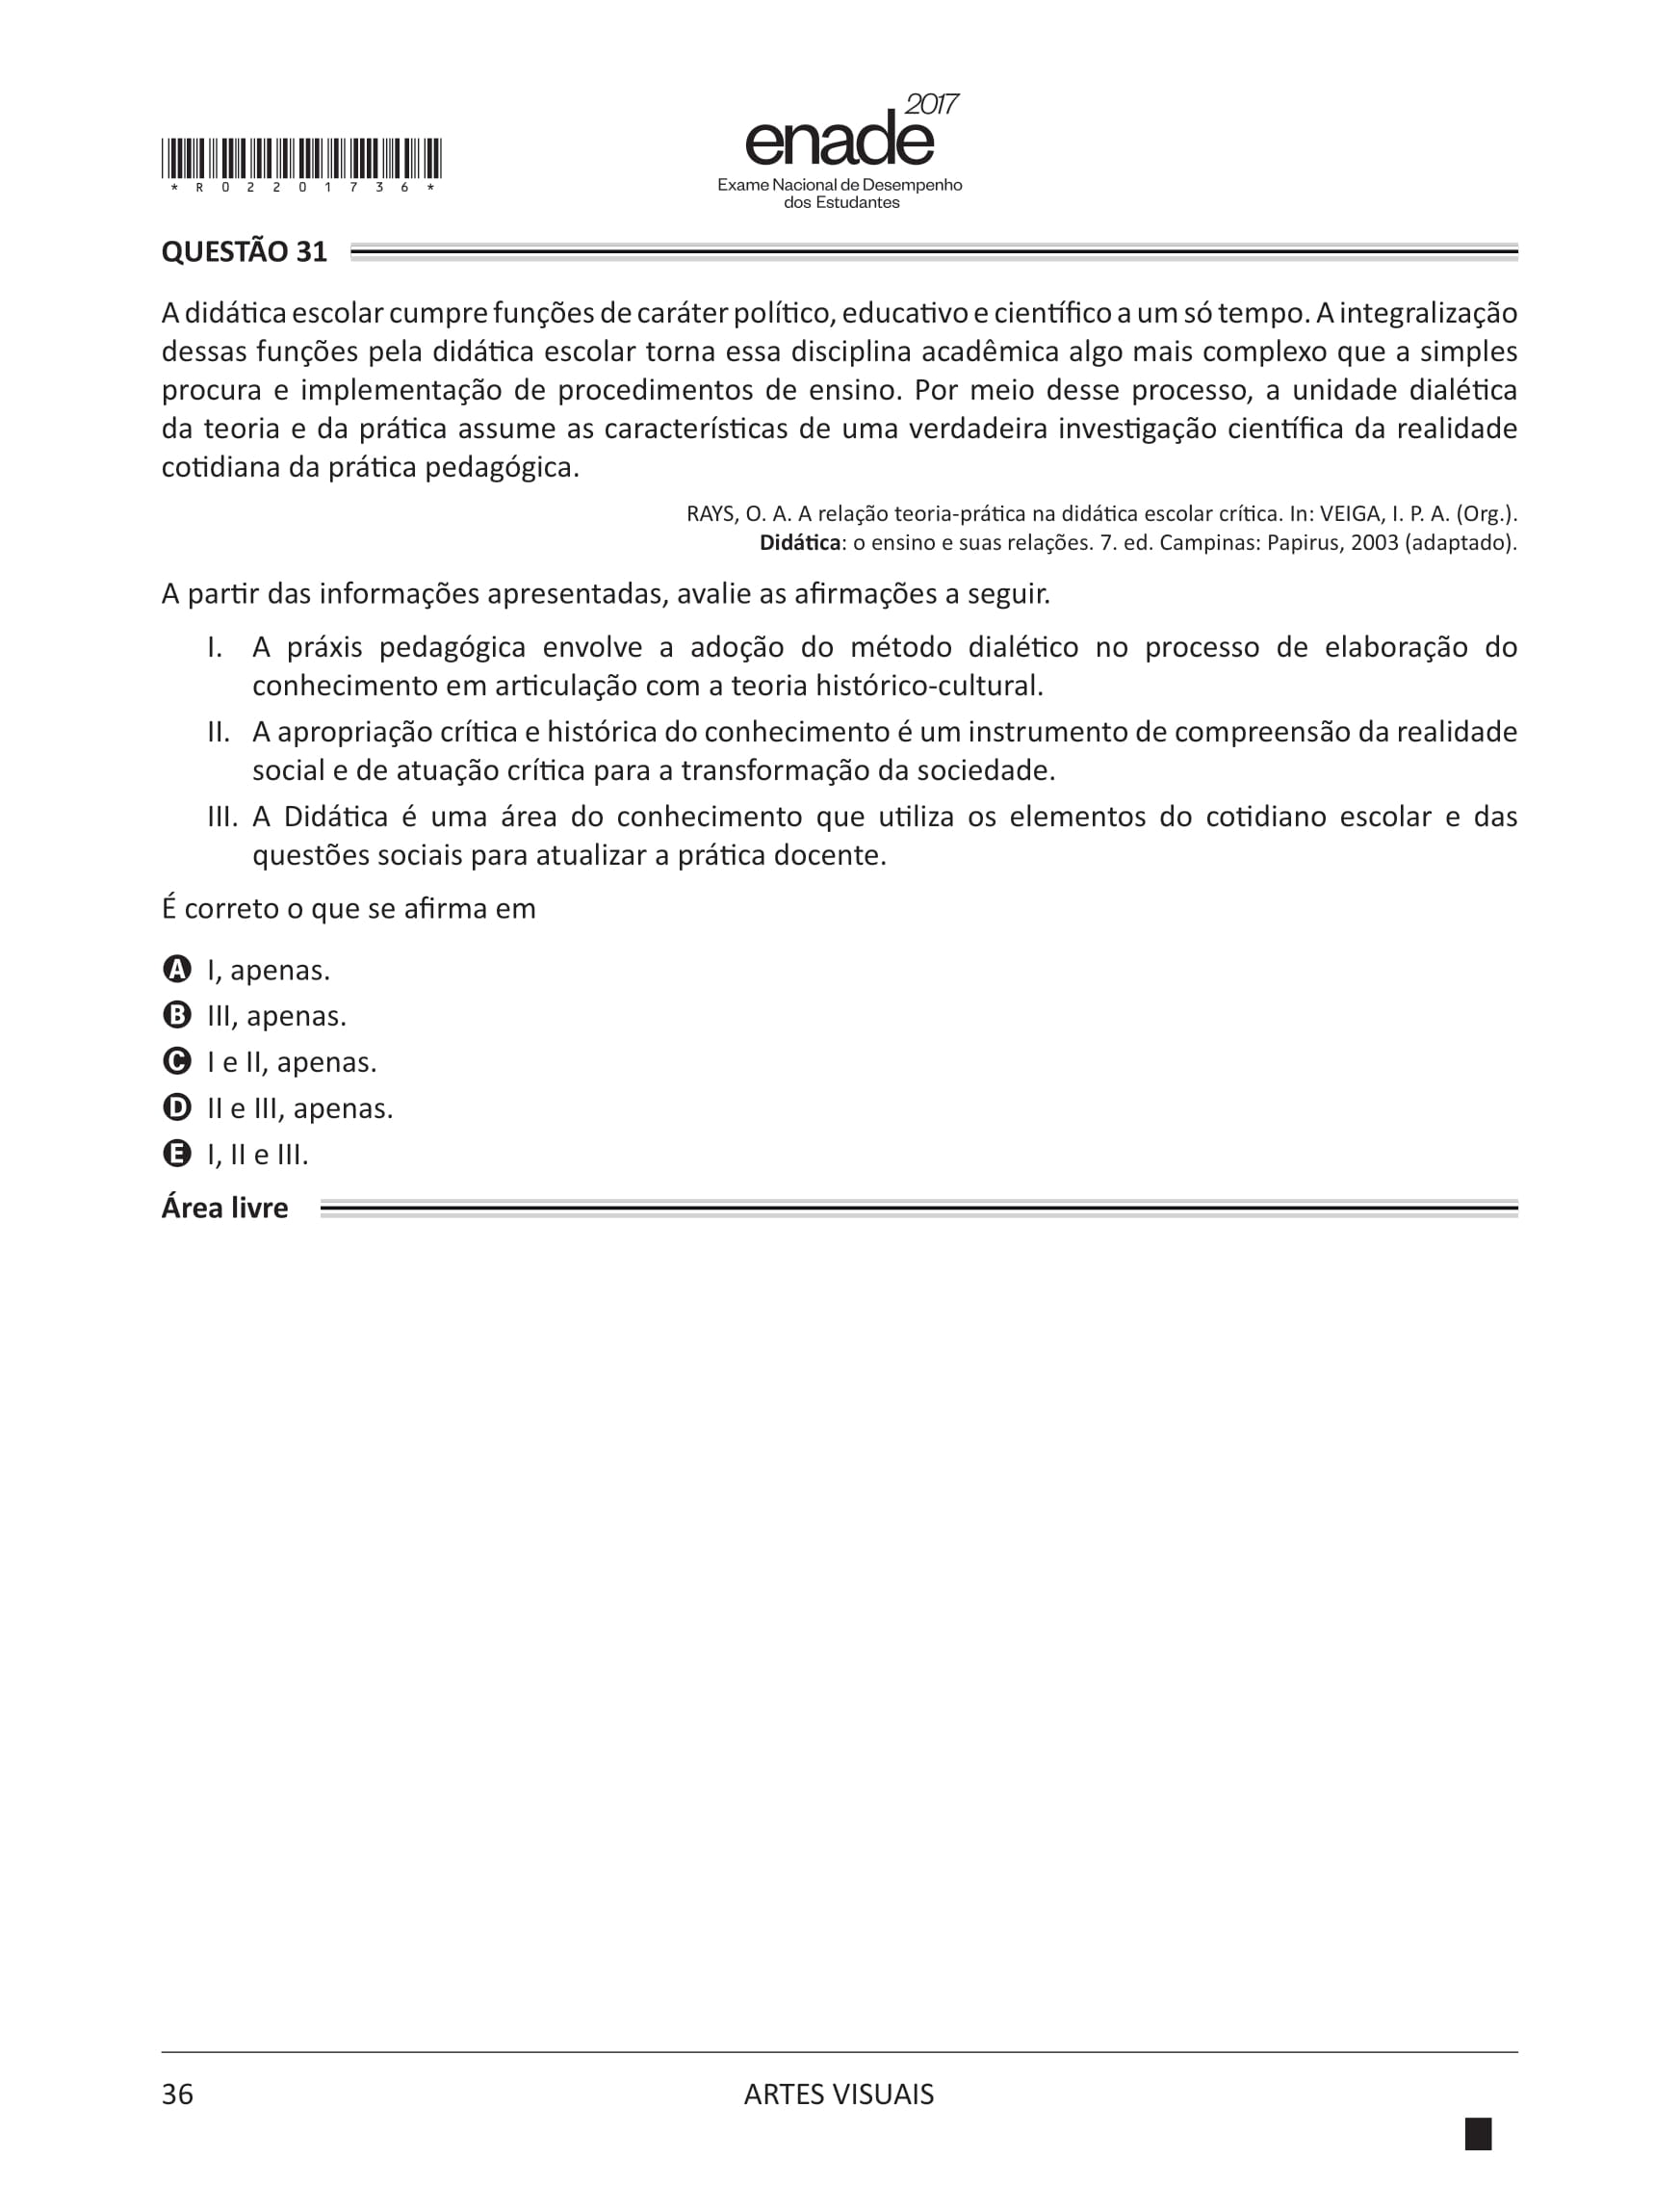 2017
enade
Exame Nacional de Desempenho
dos Estudantes
* R 0 2 2 0 1 7 3 6 *
QUESTÃO 31
A didática escolar cumpre funções de caráter político, educativo e científico a um só tempo. A integralização
dessas funções pela didática escolar torna essa disciplina acadêmica algo mais complexo que a simples
procura e implementação de procedimentos de ensino. Por meio desse processo, a unidade dialética
da teoria e da prática assume as características de uma verdadeira investigação científica da realidade
cotidiana da prática pedagógica.
RAYS, O. A. A relação teoria-prática na didática escolar crítica. In: VEIGA, I. P. A. (Org.).
Didática: o ensino e suas relações. 7. ed. Campinas: Papirus, 2003 (adaptado).
A partir das informações apresentadas, avalie as afirmações a seguir.
I. A práxis pedagógica envolve a adoção do método dialético no processo de elaboração do
conhecimento em articulação com a teoria histórico-cultural.
II. A apropriação crítica e histórica do conhecimento é um instrumento de compreensão da realidade
social e de atuação crítica para a transformação da sociedade.
III. A Didática é uma área do conhecimento que utiliza os elementos do cotidiano escolar e das
questões sociais para atualizar a prática docente.
É correto o que se afirma em
A I, apenas.
B III, apenas.
C I e II, apenas.
D II e III, apenas.
E I, II e III.
Área livre
36
ARTES VISUAIS